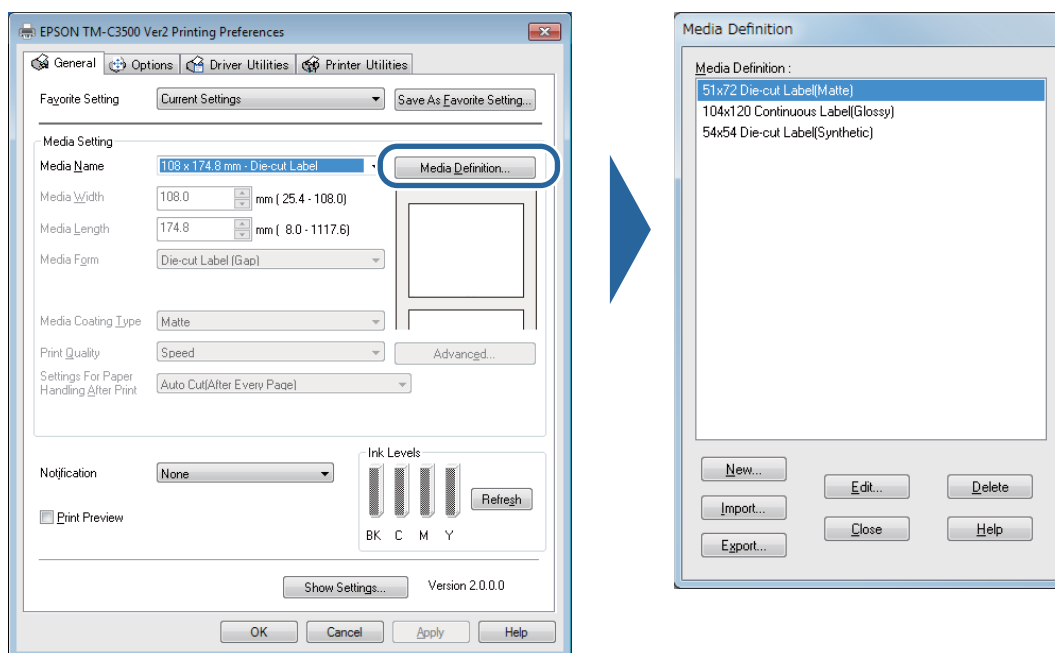 EPSON TM-C3500 Ver2 Printing Preferences
General Options Driver Utilities Printer Utilities
Favorite Setting Current Settings Save As Favorite Setting...
Media Setting
Media Name 108 x 174.8 mm - Die-cut Label Media Definition...
Media Width 108.0 mm ( 25.4 - 108.0)
Media Length 174.8 mm ( 8.0 - 1117.6)
Media Form Die-cut Label (Gap)
Media Coating Type Matte
Print Quality Speed Advanced...
Settings For Paper
Handling After Print Auto Cut(After Every Page)
Notification None
Print Preview
Ink Levels
Refresh
BK C M Y
Show Settings... Version 2.0.0.0
OK Cancel Apply Help
Media Definition
Media Definition :
51x72 Die-cut Label(Matte)
104x120 Continuous Label(Glossy)
54x54 Die-cut Label(Synthetic)
New...
Edit... Delete
Import...
Close Help
Export...